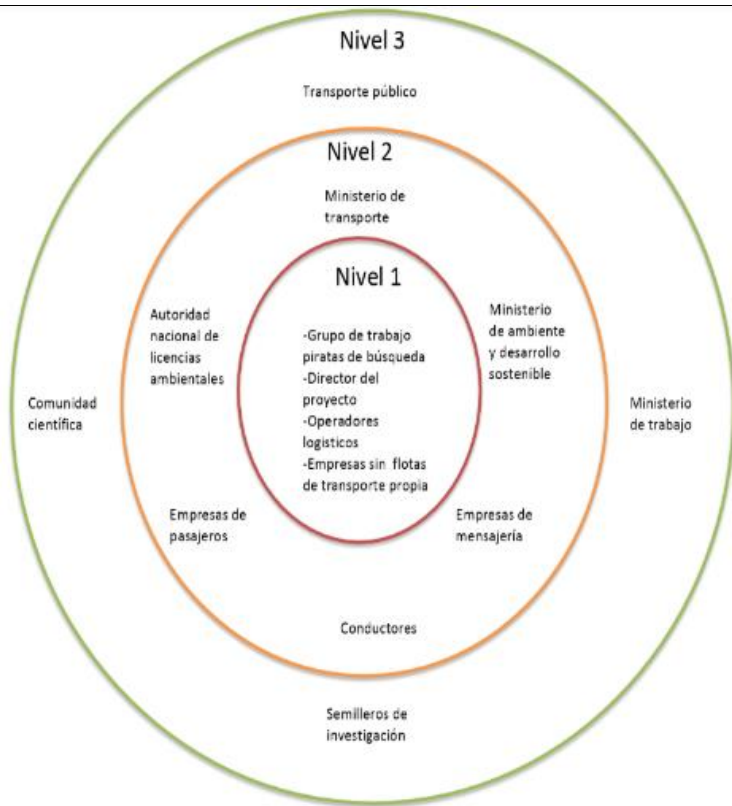 Nivel 3
Transporte público
Nivel 2
Ministerio de
transporte
Nivel 1
-Grupo de trabajo
piratas de búsqueda
-Director del
proyecto
-Operadores
logisticos
-Empresas sin flotas
de transporte propia
Autoridad
nacional de
licencias
ambientales
Ministerio
de ambiente
y desarrollo
sostenible
Comunidad
científica
Ministerio
de trabajo
Empresas de
pasajeros
Empresas de
mensajería
Conductores
Semilleros de
investigación